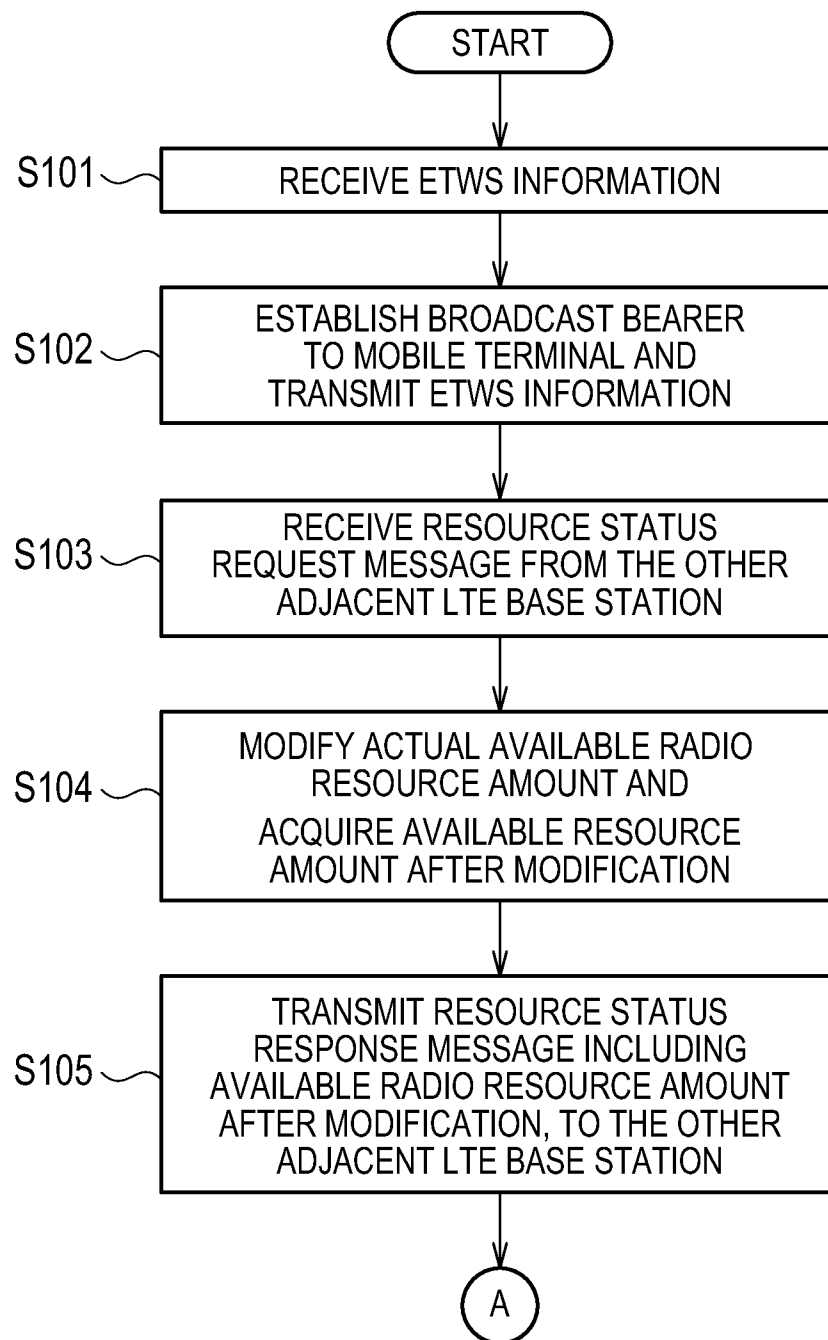 START
S101
RECEIVE ETWS INFORMATION
S102
ESTABLISH BROADCAST BEARER
TO MOBILE TERMINAL AND
TRANSMIT ETWS INFORMATION
S103
RECEIVE RESOURCE STATUS
REQUEST MESSAGE FROM THE OTHER
ADJACENT LTE BASE STATION
S104
MODIFY ACTUAL AVAILABLE RADIO
RESOURCE AMOUNT AND
ACQUIRE AVAILABLE RESOURCE
AMOUNT AFTER MODIFICATION
S105
TRANSMIT RESOURCE STATUS
RESPONSE MESSAGE INCLUDING
AVAILABLE RADIO RESOURCE AMOUNT
AFTER MODIFICATION, TO THE OTHER
ADJACENT LTE BASE STATION
A